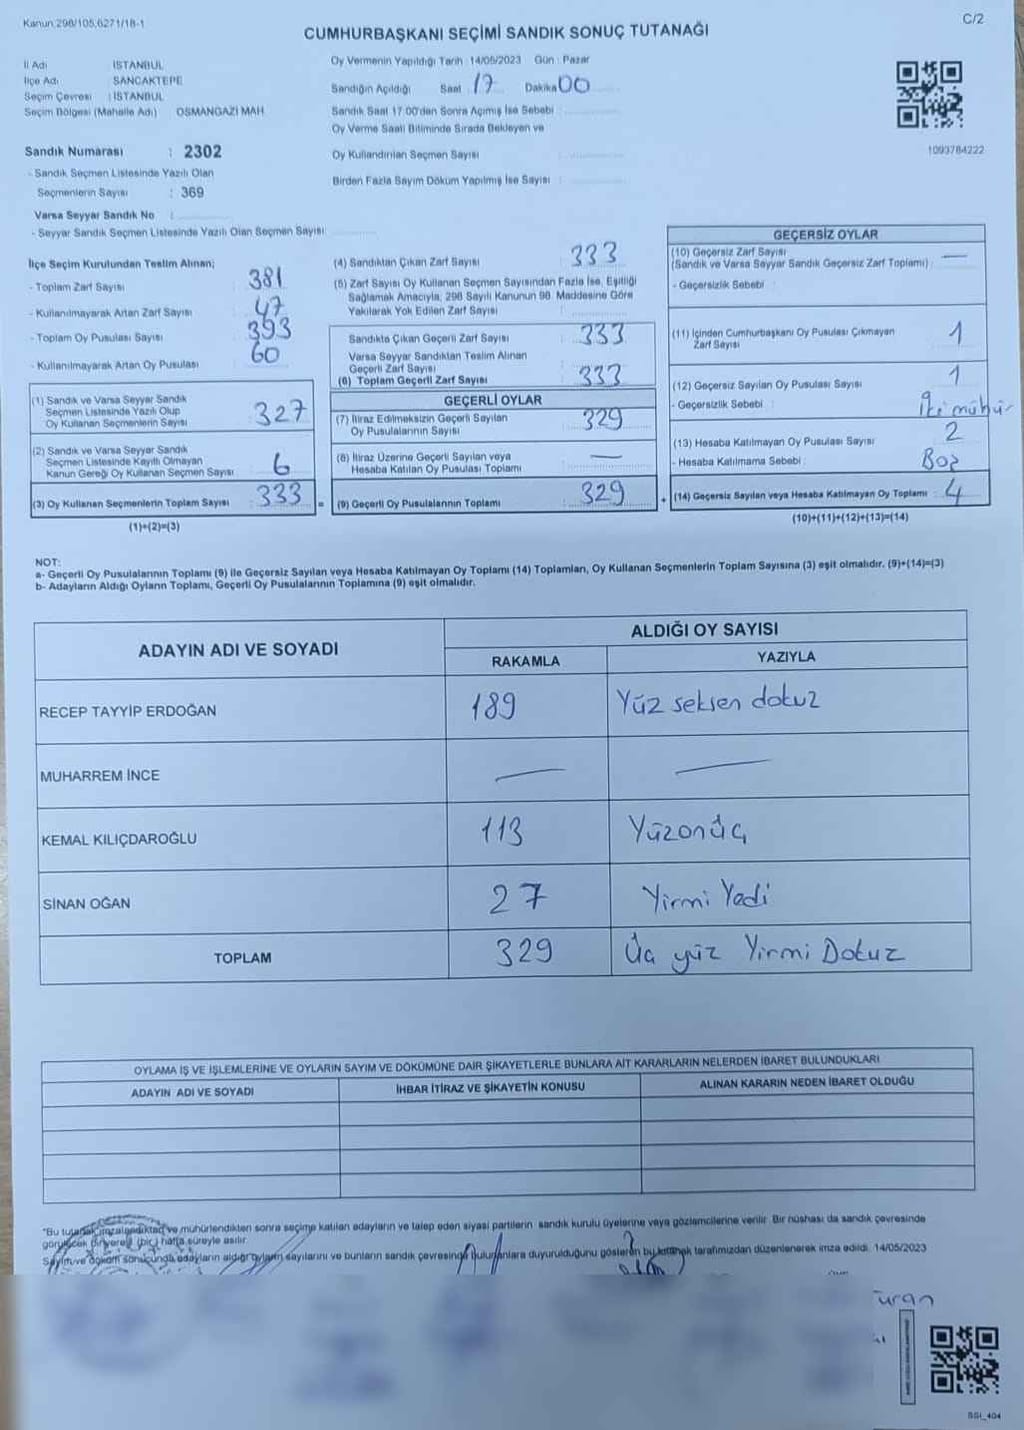 Kanun 298/105,6271/18-1
C/2
CUMHURBAŞKANI SEÇİMİ SANDIK SONUÇ TUTANAĞI
İl Adı : İSTANBUL
İlçe Adı : SANCAKTEPE
Seçim Çevresi : İSTANBUL
Seçim Bölgesi (Mahalle Adı) OSMANGAZİ MAH
Oy Vermenin Yapıldığı Tarih : 14/05/2023 Gün : Pazar
Sandığın Açıldığı Saat 17 Dakika 00
Sandık Saat 17:00'den Sonra Açımış İse Sebebi :
Oy Verme Saati Bitiminde Sırada Bekleyen ve
Oy Kullandırılan Seçmen Sayısı :
Birden Fazla Sayım Döküm Yapılmış İse Sayısı :
1093784222
Sandık Numarası : 2302
- Sandık Seçmen Listesinde Yazılı Olan
Seçmenlerin Sayısı : 369
Varsa Seyyar Sandık No :
- Seyyar Sandık Seçmen Listesinde Yazılı Olan Seçmen Sayısı:
İlçe Seçim Kurulundan Teslim Alınan;
- Toplam Zarf Sayısı 381
- Kullanılmayarak Artan Zarf Sayısı 47
- Toplam Oy Pusulası Sayısı 393
- Kullanılmayarak Artan Oy Pusulası 60
(1) Sandık ve Varsa Seyyar Sandık
Seçmen Listesinde Yazılı Olup
Oy Kullanan Seçmenlerin Sayısı 327
(2) Sandık ve Varsa Seyyar Sandık
Seçmen Listesinde Kayıtlı Olmayan
Kanun Gereği Oy Kullanan Seçmen Sayısı 6
(3) Oy Kullanan Seçmenlerin Toplam Sayısı 333
(1)+(2)=(3)
(4) Sandıktan Çıkan Zarf Sayısı 333
(5) Zarf Sayısı Oy Kullanan Seçmen Sayısından Fazla İse, Eşitliği
Sağlamak Amacıyla; 298 Sayılı Kanunun 98. Maddesine Göre
Yakılarak Yok Edilen Zarf Sayısı
Sandıkta Çıkan Geçerli Zarf Sayısı 333
Varsa Seyyar Sandıktan Teslim Alınan
Geçerli Zarf Sayısı
(6) Toplam Geçerli Zarf Sayısı 333
GEÇERLİ OYLAR
(7) İtiraz Edilmeksizin Geçerli Sayılan
Oy Pusulalarının Sayısı 329
(8) İtiraz Üzerine Geçerli Sayılan veya
Hesaba Katılan Oy Pusulası Toplamı —
= (9) Geçerli Oy Pusulalarının Toplamı 329
GEÇERSİZ OYLAR
(10) Geçersiz Zarf Sayısı
(Sandık ve Varsa Seyyar Sandık Geçersiz Zarf Toplamı) : —
- Geçersizlik Sebebi :
(11) İçinden Cumhurbaşkanı Oy Pusulası Çıkmayan
Zarf Sayısı 1
(12) Geçersiz Sayılan Oy Pusulası Sayısı 1
- Geçersizlik Sebebi : İki mühür
(13) Hesaba Katılmayan Oy Pusulası Sayısı 2
- Hesaba Katılmama Sebebi : Boş
+ (14) Geçersiz Sayılan veya Hesaba Katılmayan Oy Toplamı : 4
(10)+(11)+(12)+(13)=(14)
NOT:
a- Geçerli Oy Pusulalarının Toplamı (9) ile Geçersiz Sayılan veya Hesaba Katılmayan Oy Toplamı (14) Toplamları, Oy Kullanan Seçmenlerin Toplam Sayısına (3) eşit olmalıdır. (9)+(14)=(3)
b- Adayların Aldığı Oyların Toplamı, Geçerli Oy Pusulalarının Toplamına (9) eşit olmalıdır.
ADAYIN ADI VE SOYADI
ALDIĞI OY SAYISI
RAKAMLA YAZIYLA
RECEP TAYYİP ERDOĞAN 189 Yüz seksen dokuz
MUHARREM İNCE — —
KEMAL KILIÇDAROĞLU 113 Yüzonüç
SİNAN OĞAN 27 Yirmi Yedi
TOPLAM 329 Üç yüz Yirmi Dokuz
OYLAMA İŞ VE İŞLEMLERİNE VE OYLARIN SAYIM VE DÖKÜMÜNE DAİR ŞİKAYETLERLE BUNLARA AİT KARARLARIN NELERDEN İBARET BULUNDUKLARI
ADAYIN ADI VE SOYADI İHBAR İTİRAZ VE ŞİKAYETİN KONUSU ALINAN KARARIN NEDEN İBARET OLDUĞU
"Bu tutanak imzalandıktan ve mühürlendikten sonra seçime katılan adayların ve talep eden siyasi partilerin sandık kurulu üyelerine veya gözlemcilerine verilir. Bir nüshası da sandık çevresinde
görülecek bir yere (bir) hafta süreyle asılır.
Sayım ve döküm sonucunda adayların aldığı oyların sayılarını ve bunların sandık çevresinde bulunanlara duyurulduğunu gösteren bu tutanak tarafımızdan düzenlenerek imza edildi. 14/05/2023